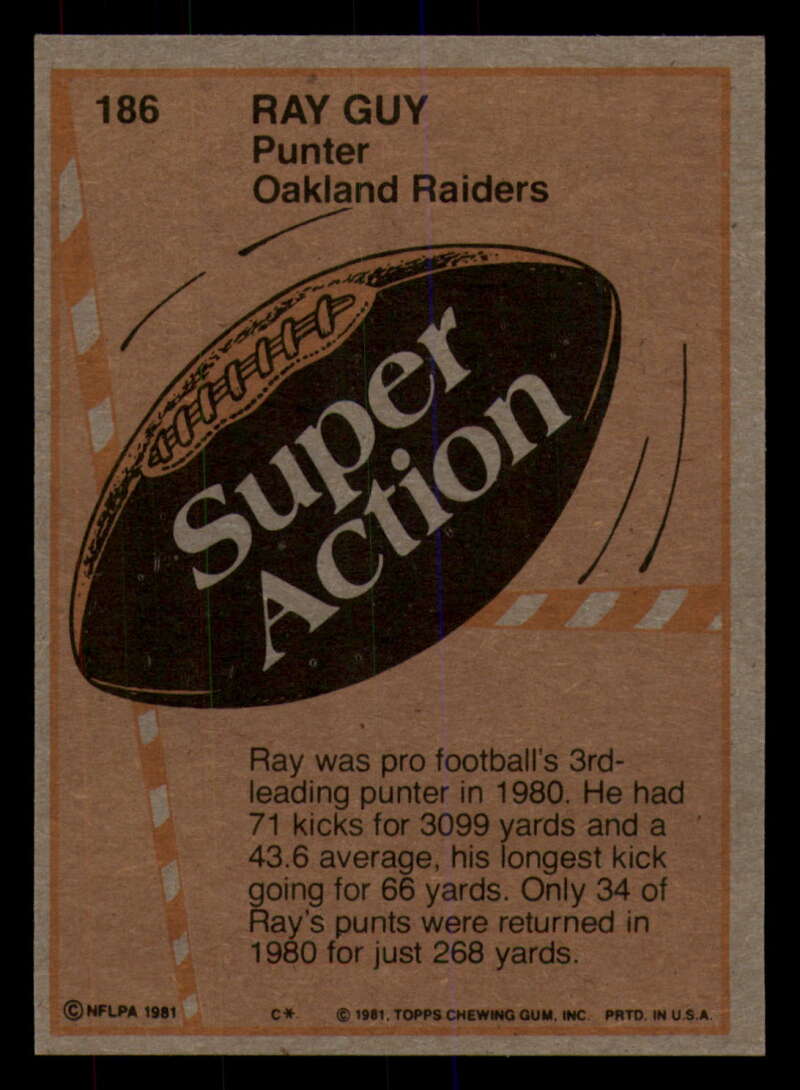 186
RAY GUY
Punter
Oakland Raiders
Super
Action
Ray was pro football's 3rd-
leading punter in 1980. He had
71 kicks for 3099 yards and a
43.6 average, his longest kick
going for 66 yards. Only 34 of
Ray's punts were returned in
1980 for just 268 yards.
© NFLPA 1981 C* © 1981. TOPPS CHEWING GUM, INC. PRTD. IN U.S.A.